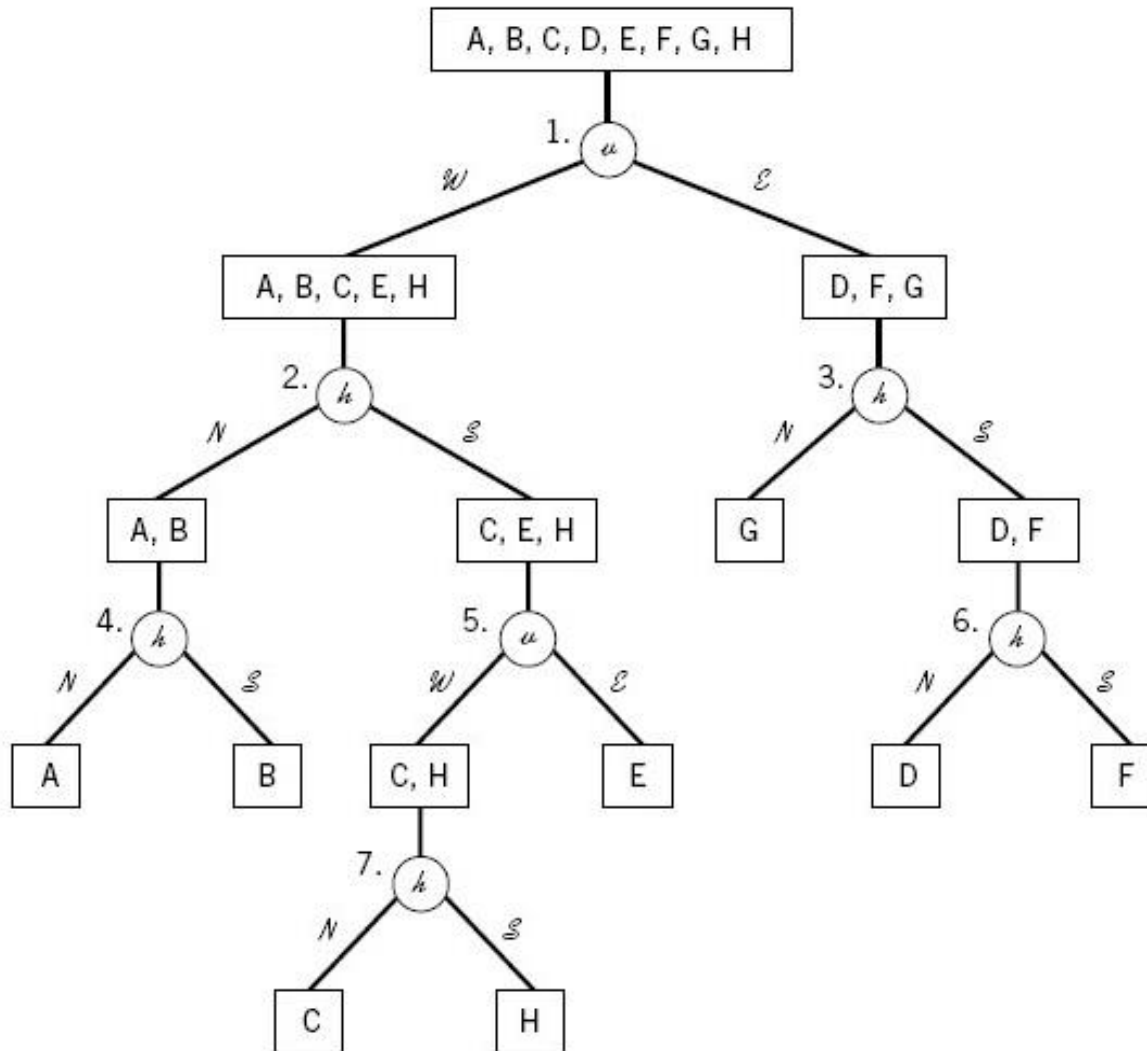 A, B, C, D, E, F, G, H
1. v
W E
A, B, C, E, H D, F, G
2. h 3. h
N S N S
A, B C, E, H G D, F
4. h 5. v 6. h
N S W E N S
A B C, H E D F
7. h
N S
C H